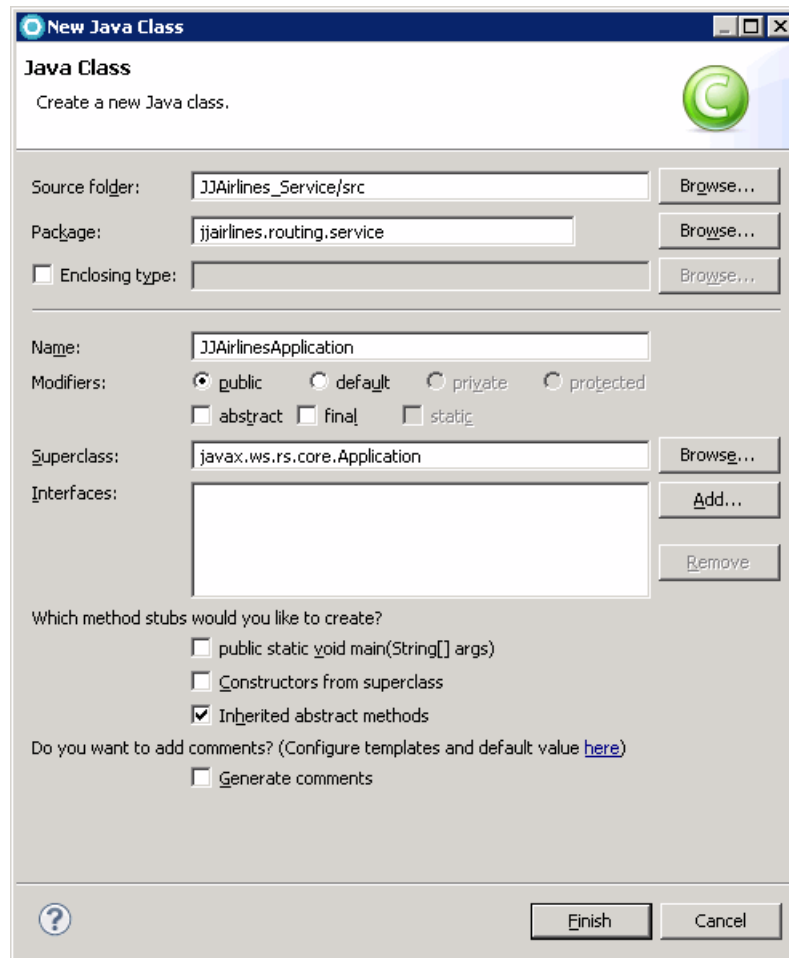 New Java Class
Java Class
Create a new Java class.
Source folder: JJAirlines_Service/src Browse...
Package: jjairlines.routing.service Browse...
Enclosing type: Browse...
Name: JJAirlinesApplication
Modifiers: public default private protected
abstract final static
Superclass: javax.ws.rs.core.Application Browse...
Interfaces: Add...
Remove
Which method stubs would you like to create?
public static void main(String[] args)
Constructors from superclass
Inherited abstract methods
Do you want to add comments? (Configure templates and default value here)
Generate comments
? Finish Cancel